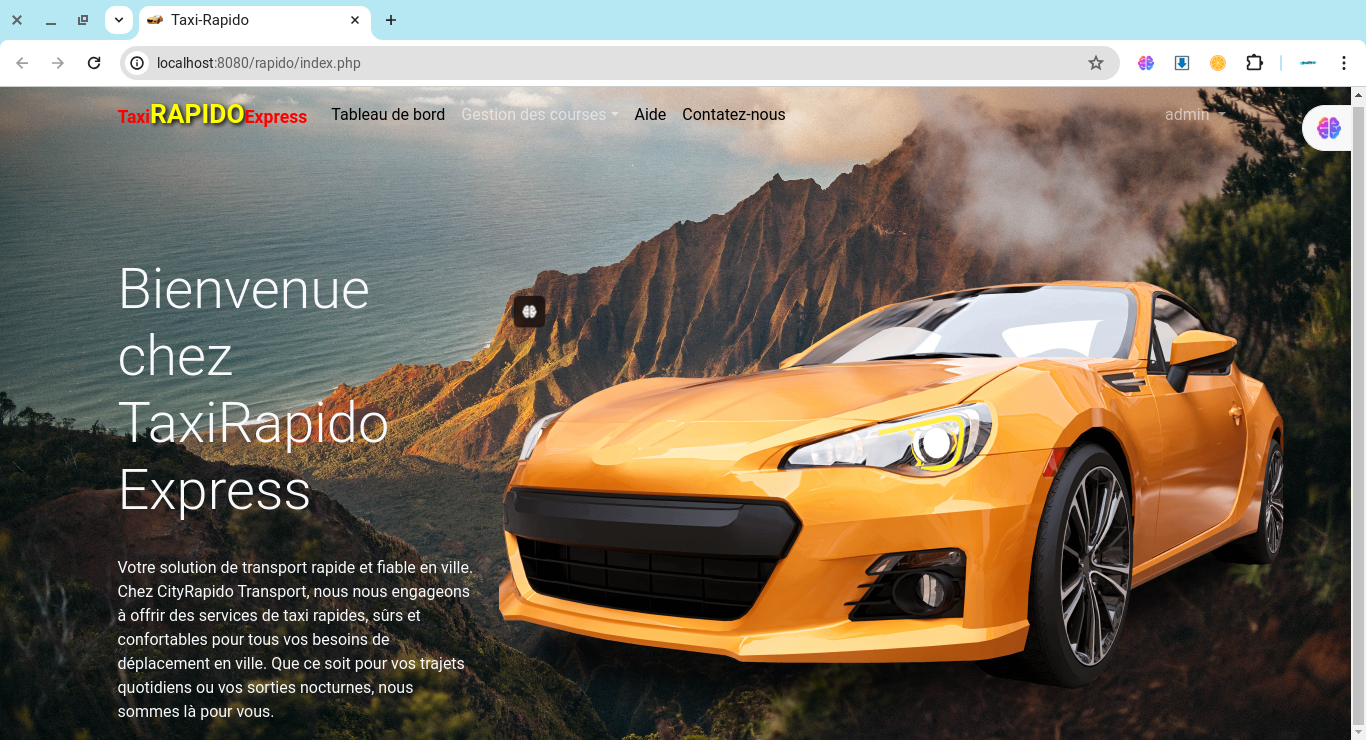 Taxi-Rapido
localhost:8080/rapido/index.php
TaxiRAPIDOExpress Tableau de bord Gestion des courses Aide Contatez-nous admin
Bienvenue
chez
TaxiRapido
Express
Votre solution de transport rapide et fiable en ville.
Chez CityRapido Transport, nous nous engageons
à offrir des services de taxi rapides, sûrs et
confortables pour tous vos besoins de
déplacement en ville. Que ce soit pour vos trajets
quotidiens ou vos sorties nocturnes, nous
sommes là pour vous.